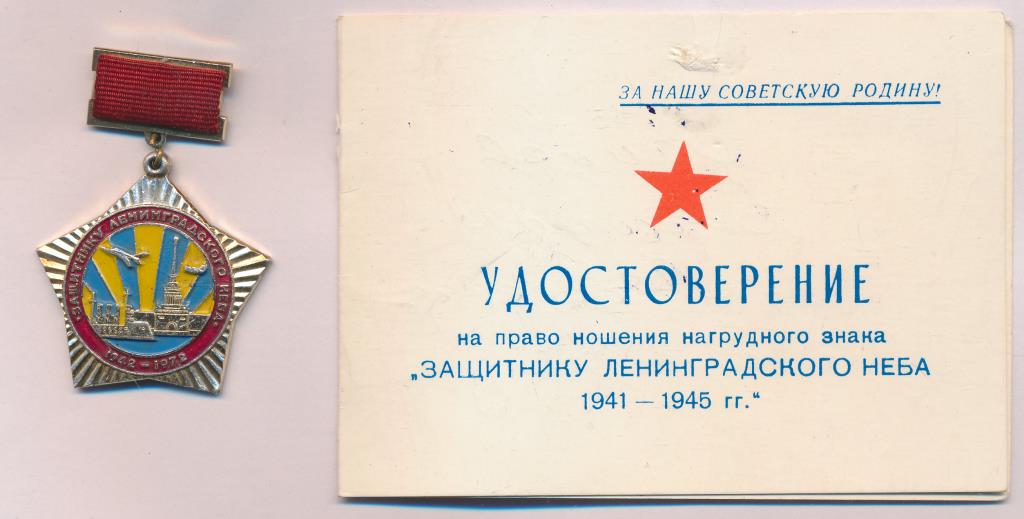 ЗАЩИТНИКУ ЛЕНИНГРАДСКОГО НЕБА
1942 – 1972
ЗА НАШУ СОВЕТСКУЮ РОДИНУ!
УДОСТОВЕРЕНИЕ
на право ношения нагрудного знака
„ЗАЩИТНИКУ ЛЕНИНГРАДСКОГО НЕБА
1941 — 1945 гг.“